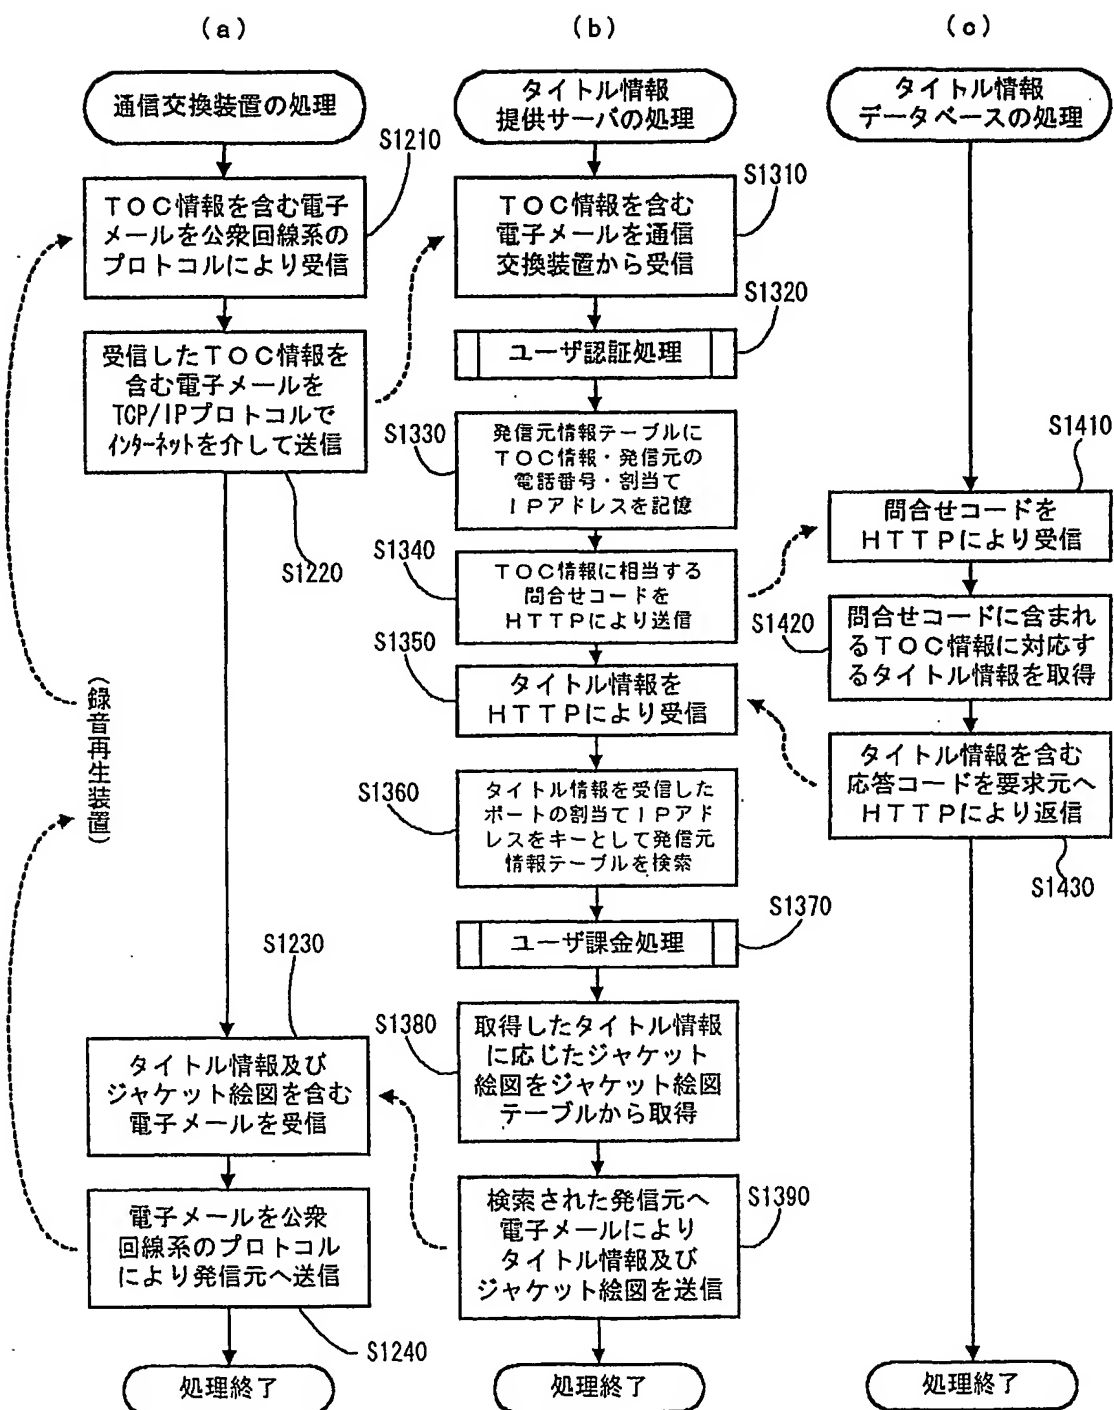 (a)
通信交換装置の処理
S1210
TOC情報を含む電子
メールを公衆回線系の
プロトコルにより受信
受信したTOC情報を
含む電子メールを
TCP/IPプロトコルで
インターネットを介して送信
S1220
(録音再生装置)
S1230
タイトル情報及び
ジャケット絵図を含む
電子メールを受信
電子メールを公衆
回線系のプロトコル
により発信元へ送信
S1240
処理終了
(b)
タイトル情報
提供サーバの処理
S1310
TOC情報を含む
電子メールを通信
交換装置から受信
S1320
ユーザ認証処理
S1330
発信元情報テーブルに
TOC情報・発信元の
電話番号・割当て
IPアドレスを記憶
S1340
TOC情報に相当する
問合せコードを
HTTPにより送信
S1350
タイトル情報を
HTTPにより受信
S1360
タイトル情報を受信した
ポートの割当てIPアド
レスをキーとして発信元
情報テーブルを検索
S1370
ユーザ課金処理
S1380
取得したタイトル情報
に応じたジャケット
絵図をジャケット絵図
テーブルから取得
S1390
検索された発信元へ
電子メールにより
タイトル情報及び
ジャケット絵図を送信
処理終了
(c)
タイトル情報
データベースの処理
S1410
問合せコードを
HTTPにより受信
S1420
問合せコードに含まれ
るTOC情報に対応す
るタイトル情報を取得
タイトル情報を含む
応答コードを要求元へ
HTTPにより返信
S1430
処理終了